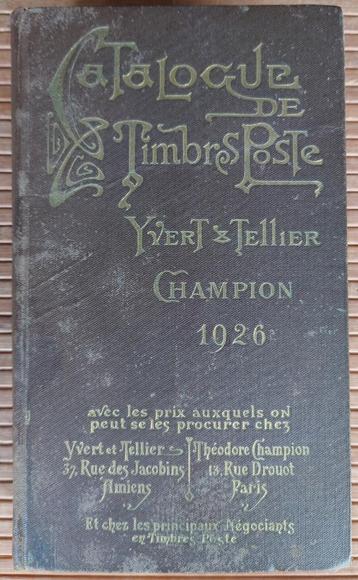 Catalogue
de
Timbres Poste
Yvert & Tellier
Champion
1926
avec les prix auxquels on
peut se les procurer chez
Yvert et Tellier
37, Rue des Jacobins
Amiens
Théodore Champion
13, Rue Drouot
Paris
Et chez les principaux Négociants
en Timbres Poste